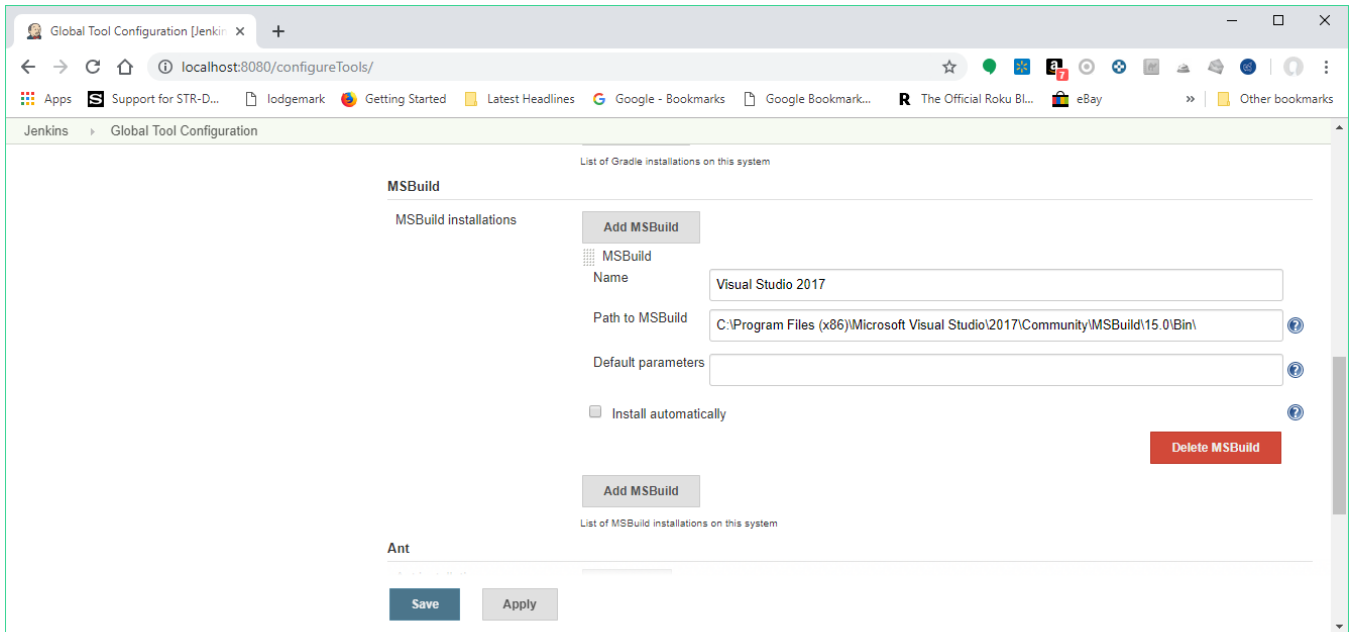 Global Tool Configuration [Jenkin
localhost:8080/configureTools/
7
Apps Support for STR-D... lodgemark Getting Started Latest Headlines Google - Bookmarks Google Bookmark... The Official Roku Bl... eBay » Other bookmarks
Jenkins Global Tool Configuration
List of Gradle installations on this system
MSBuild
MSBuild installations
Add MSBuild
MSBuild
Name
Visual Studio 2017
Path to MSBuild
C:\Program Files (x86)\Microsoft Visual Studio\2017\Community\MSBuild\15.0\Bin\
Default parameters
Install automatically
Delete MSBuild
Add MSBuild
List of MSBuild installations on this system
Ant
Save Apply